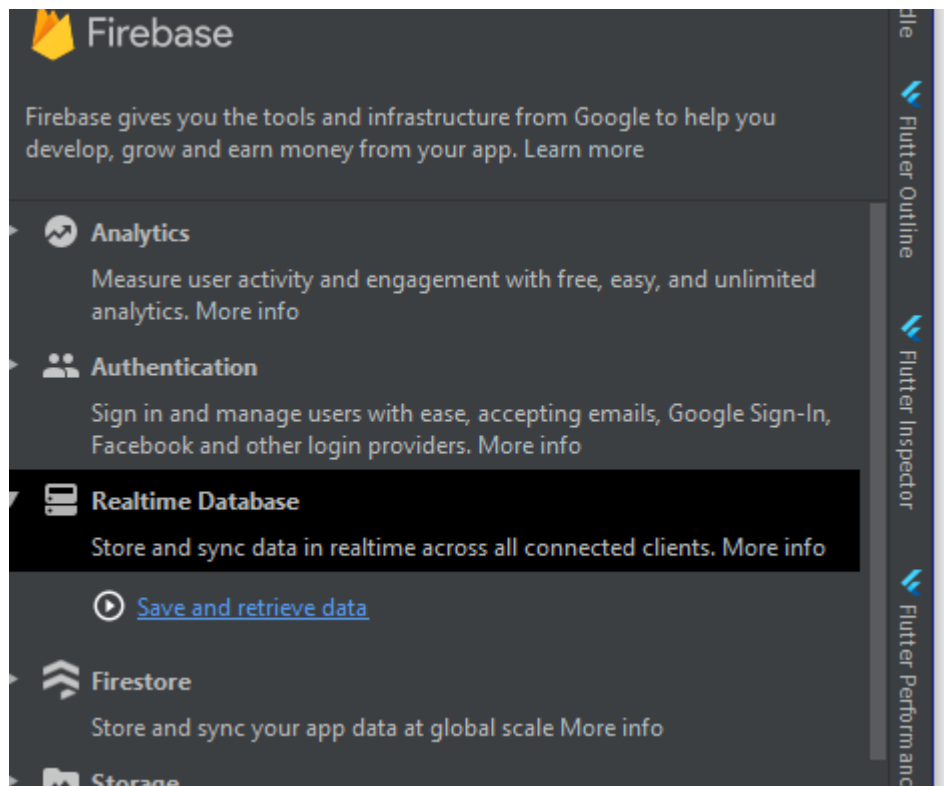 Firebase
Firebase gives you the tools and infrastructure from Google to help you
develop, grow and earn money from your app. Learn more
Analytics
Measure user activity and engagement with free, easy, and unlimited
analytics. More info
Authentication
Sign in and manage users with ease, accepting emails, Google Sign-In,
Facebook and other login providers. More info
Realtime Database
Store and sync data in realtime across all connected clients. More info
Save and retrieve data
Firestore
Store and sync your app data at global scale More info
Storage
dle
Flutter Outline
Flutter Inspector
Flutter Performanc